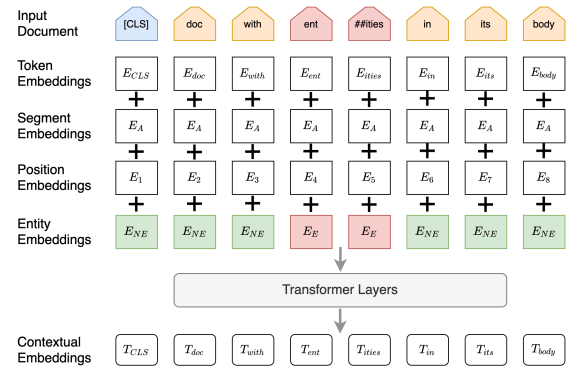 Input Document [CLS] doc with ent ##ities in its body
Token Embeddings E_CLS E_doc E_with E_ent E_ities E_in E_its E_body
+ + + + + + + +
Segment Embeddings E_A E_A E_A E_A E_A E_A E_A E_A
+ + + + + + + +
Position Embeddings E_1 E_2 E_3 E_4 E_5 E_6 E_7 E_8
+ + + + + + + +
Entity Embeddings E_NE E_NE E_NE E_E E_E E_NE E_NE E_NE
Transformer Layers
Contextual Embeddings T_CLS T_doc T_with T_ent T_ities T_in T_its T_body